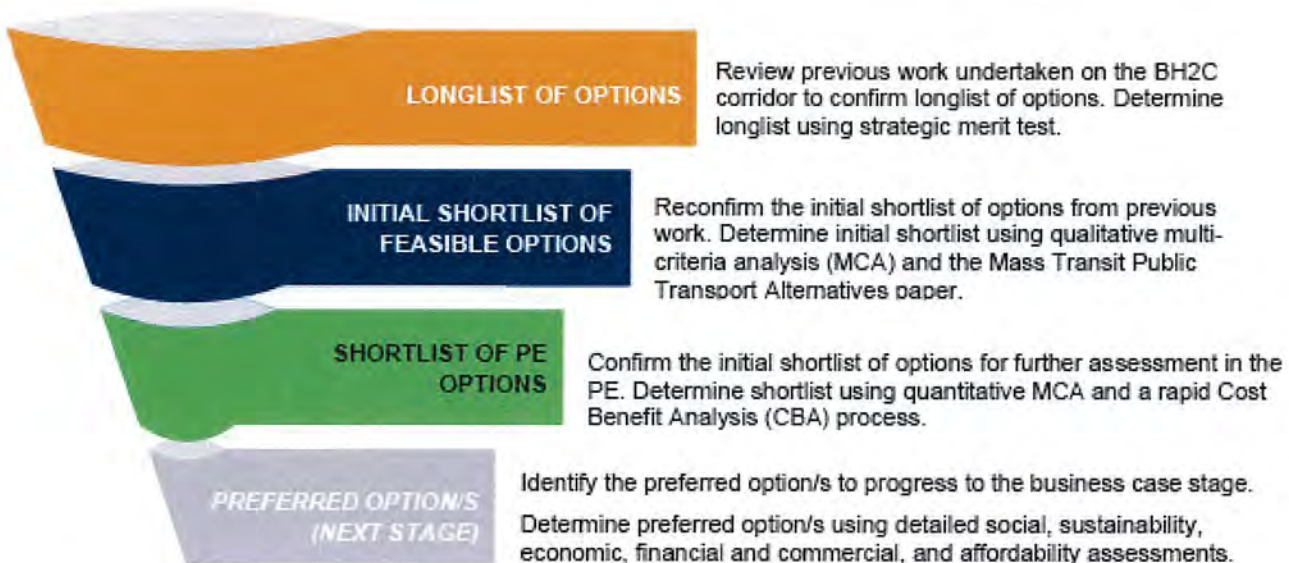 LONGLIST OF OPTIONS
Review previous work undertaken on the BH2C
corridor to confirm longlist of options. Determine
longlist using strategic merit test.
INITIAL SHORTLIST OF
FEASIBLE OPTIONS
Reconfirm the initial shortlist of options from previous
work. Determine initial shortlist using qualitative multi-
criteria analysis (MCA) and the Mass Transit Public
Transport Alternatives paper.
SHORTLIST OF PE
OPTIONS
Confirm the initial shortlist of options for further assessment in the
PE. Determine shortlist using quantitative MCA and a rapid Cost
Benefit Analysis (CBA) process.
PREFERRED OPTION/S
(NEXT STAGE)
Identify the preferred option/s to progress to the business case stage.
Determine preferred option/s using detailed social, sustainability,
economic, financial and commercial, and affordability assessments.